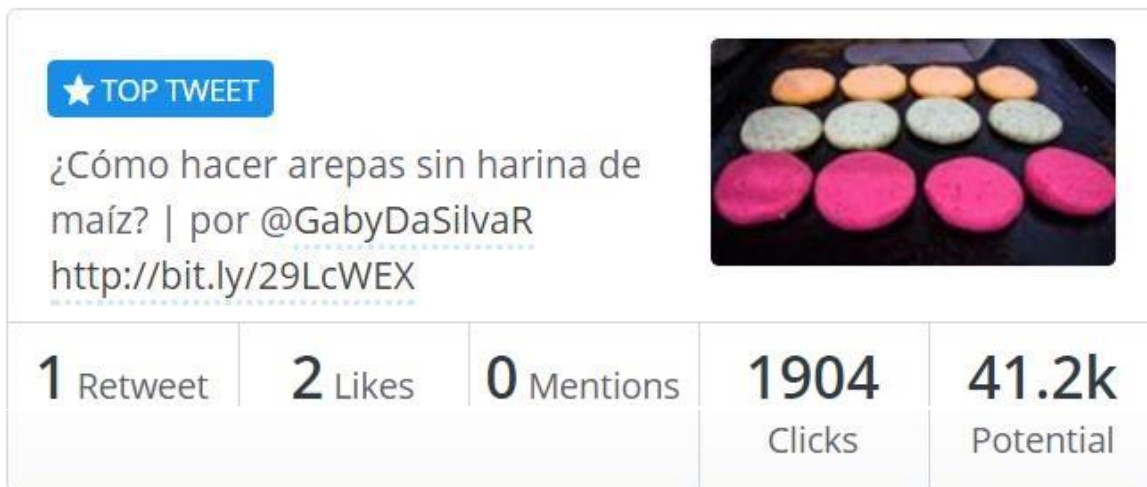 TOP TWEET
¿Cómo hacer arepas sin harina de
maíz? | por @GabyDaSilvaR
http://bit.ly/29LcWEX
1 Retweet
2 Likes
0 Mentions
1904
Clicks
41.2k
Potential